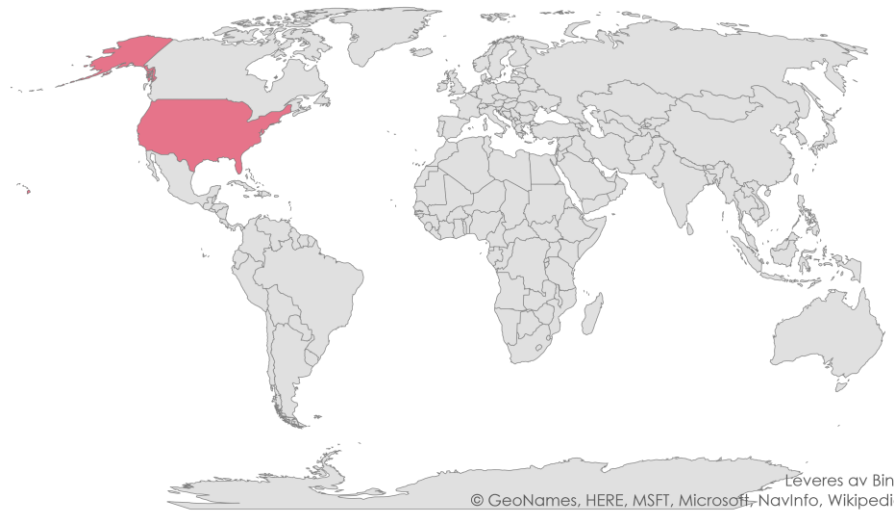 Leveres av Bin
© GeoNames, HERE, MSFT, Microsoft, NavInfo, Wikipedi